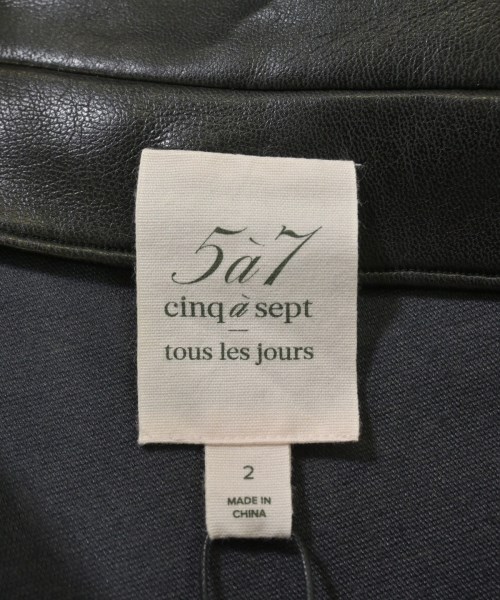 5à7
cinq à sept
tous les jours
2
MADE IN
CHINA